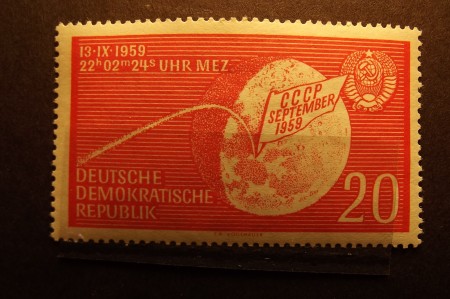 13·IX·1959
22h 02m 24s UHR MEZ
CCCP
SEPTEMBER
1959
DEUTSCHE
DEMOKRATISCHE
REPUBLIK
20